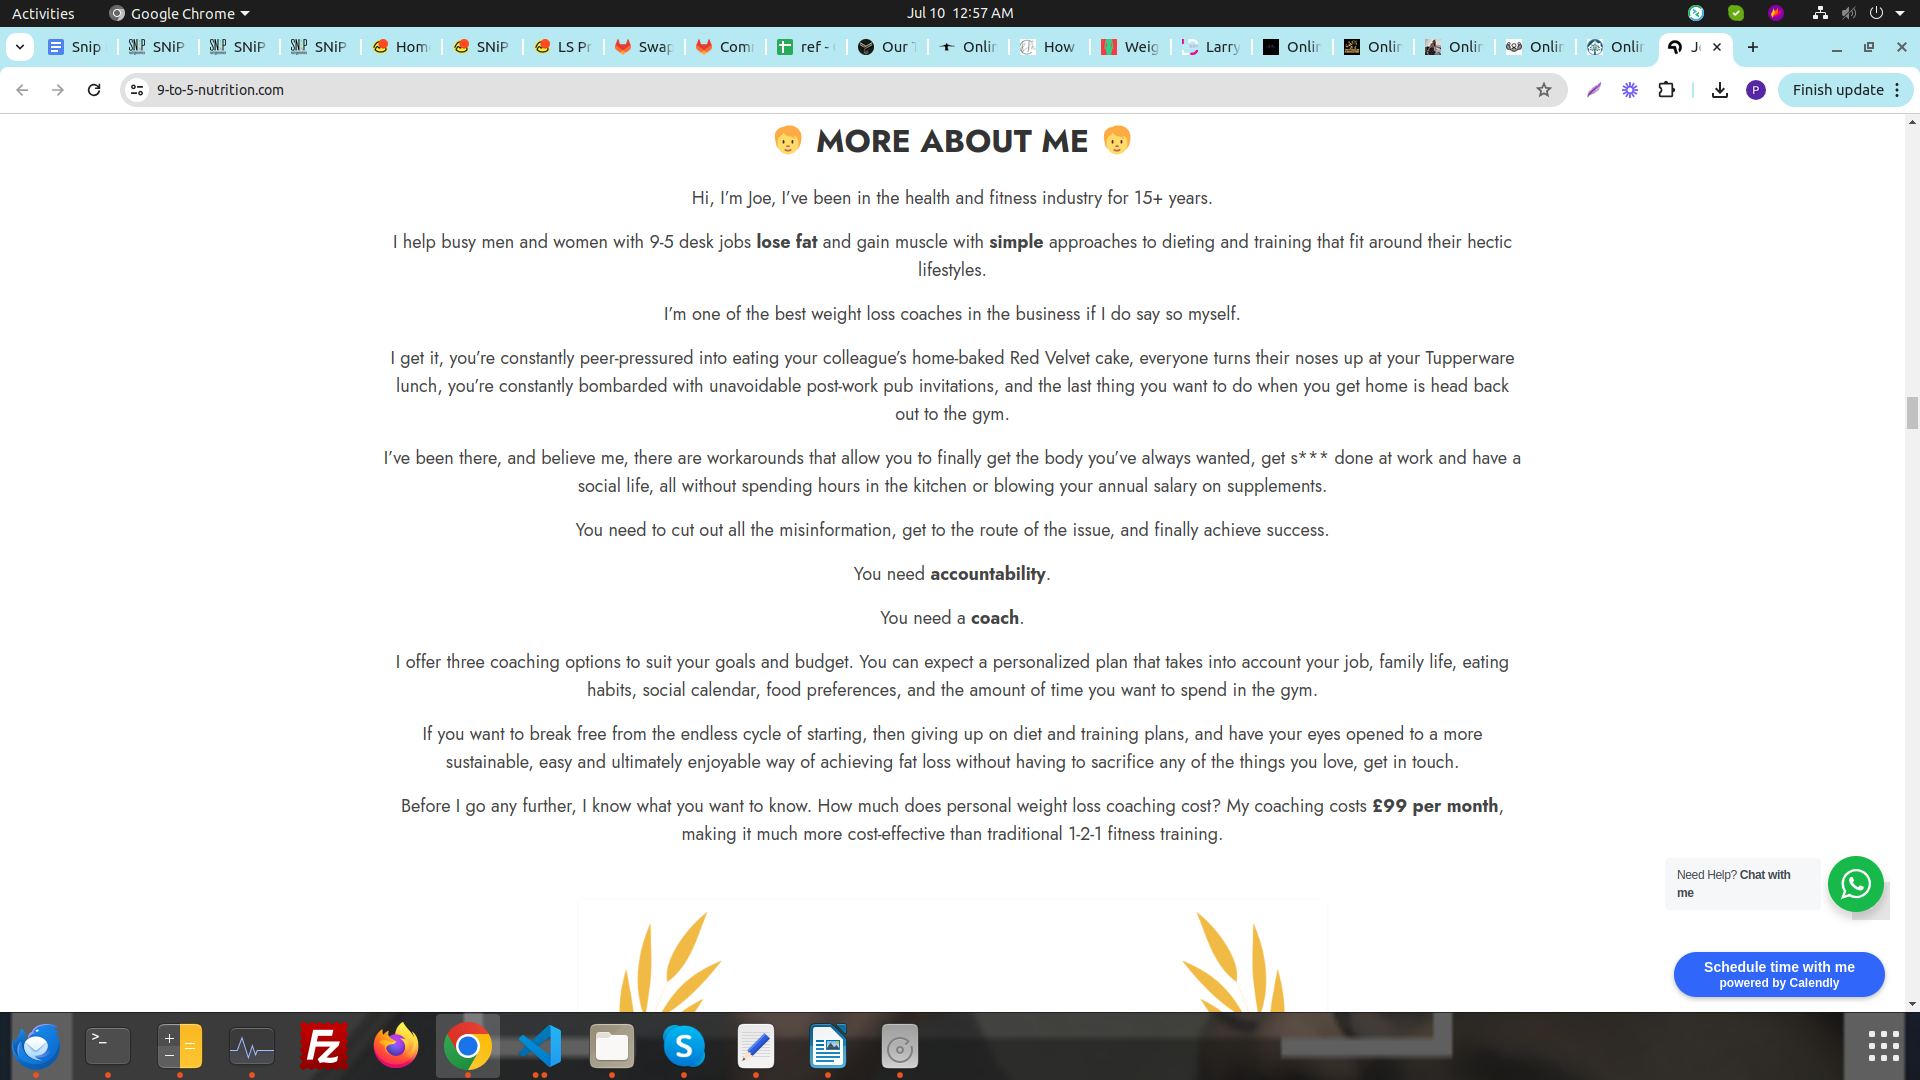 Activities
Google Chrome
Jul 10 12:57 AM
Snip
SNiP
SNiP
SNiP
Hom
SNiP
LS Pr
Swap
Com
ref -
Our
Onlin
How
Weig
Larry
Onlin
Onlin
Onlin
Onlin
Onlin
9-to-5-nutrition.com
P
Finish update
MORE ABOUT ME
Hi, I'm Joe, I've been in the health and fitness industry for 15+ years.
I help busy men and women with 9-5 desk jobs lose fat and gain muscle with simple approaches to dieting and training that fit around their hectic
lifestyles.
I'm one of the best weight loss coaches in the business if I do say so myself.
I get it, you're constantly peer-pressured into eating your colleague's home-baked Red Velvet cake, everyone turns their noses up at your Tupperware
lunch, you're constantly bombarded with unavoidable post-work pub invitations, and the last thing you want to do when you get home is head back
out to the gym.
I've been there, and believe me, there are workarounds that allow you to finally get the body you've always wanted, get s*** done at work and have a
social life, all without spending hours in the kitchen or blowing your annual salary on supplements.
You need to cut out all the misinformation, get to the route of the issue, and finally achieve success.
You need accountability.
You need a coach.
I offer three coaching options to suit your goals and budget. You can expect a personalized plan that takes into account your job, family life, eating
habits, social calendar, food preferences, and the amount of time you want to spend in the gym.
If you want to break free from the endless cycle of starting, then giving up on diet and training plans, and have your eyes opened to a more
sustainable, easy and ultimately enjoyable way of achieving fat loss without having to sacrifice any of the things you love, get in touch.
Before I go any further, I know what you want to know. How much does personal weight loss coaching cost? My coaching costs £99 per month,
making it much more cost-effective than traditional 1-2-1 fitness training.
Need Help? Chat with
me
Schedule time with me
powered by Calendly